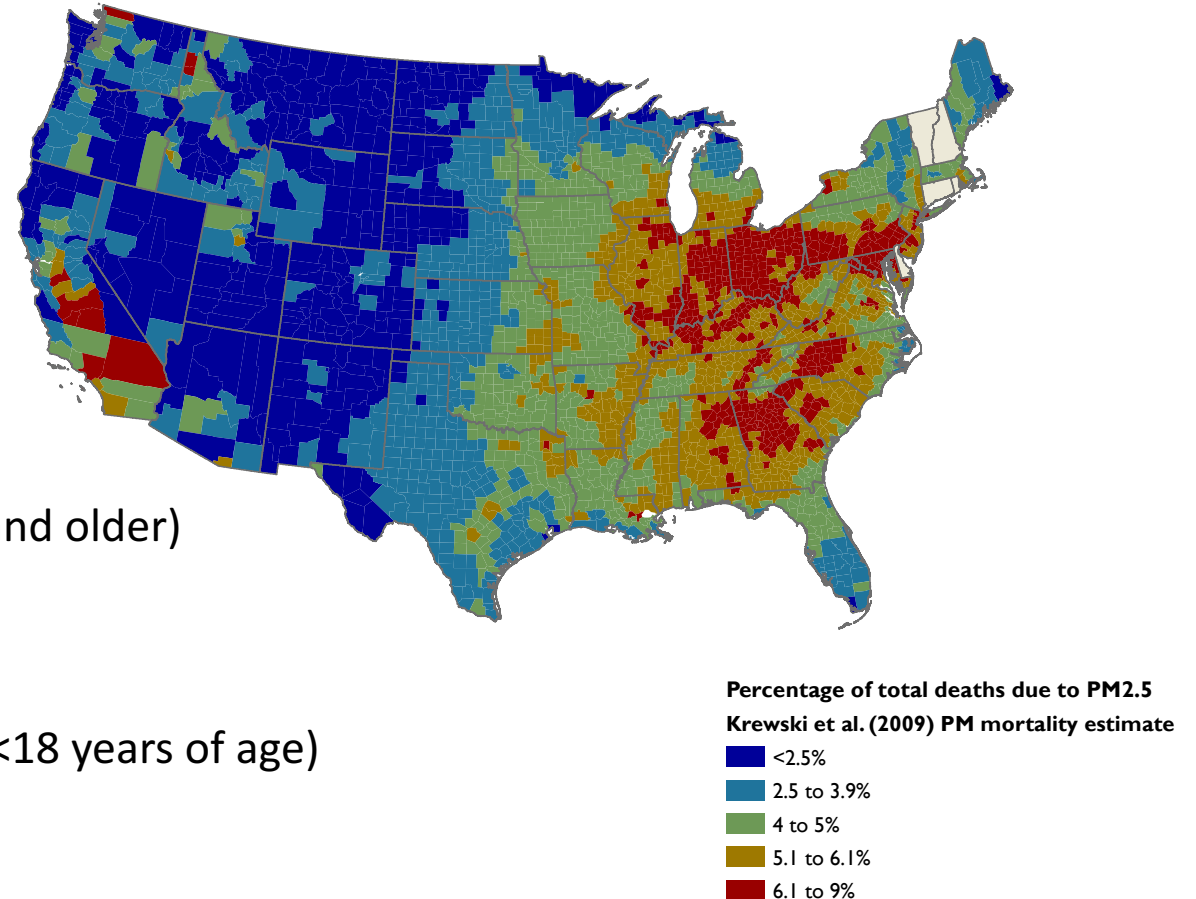 nd older)
<18 years of age)
Percentage of total deaths due to PM2.5
Krewski et al. (2009) PM mortality estimate
<2.5%
2.5 to 3.9%
4 to 5%
5.1 to 6.1%
6.1 to 9%